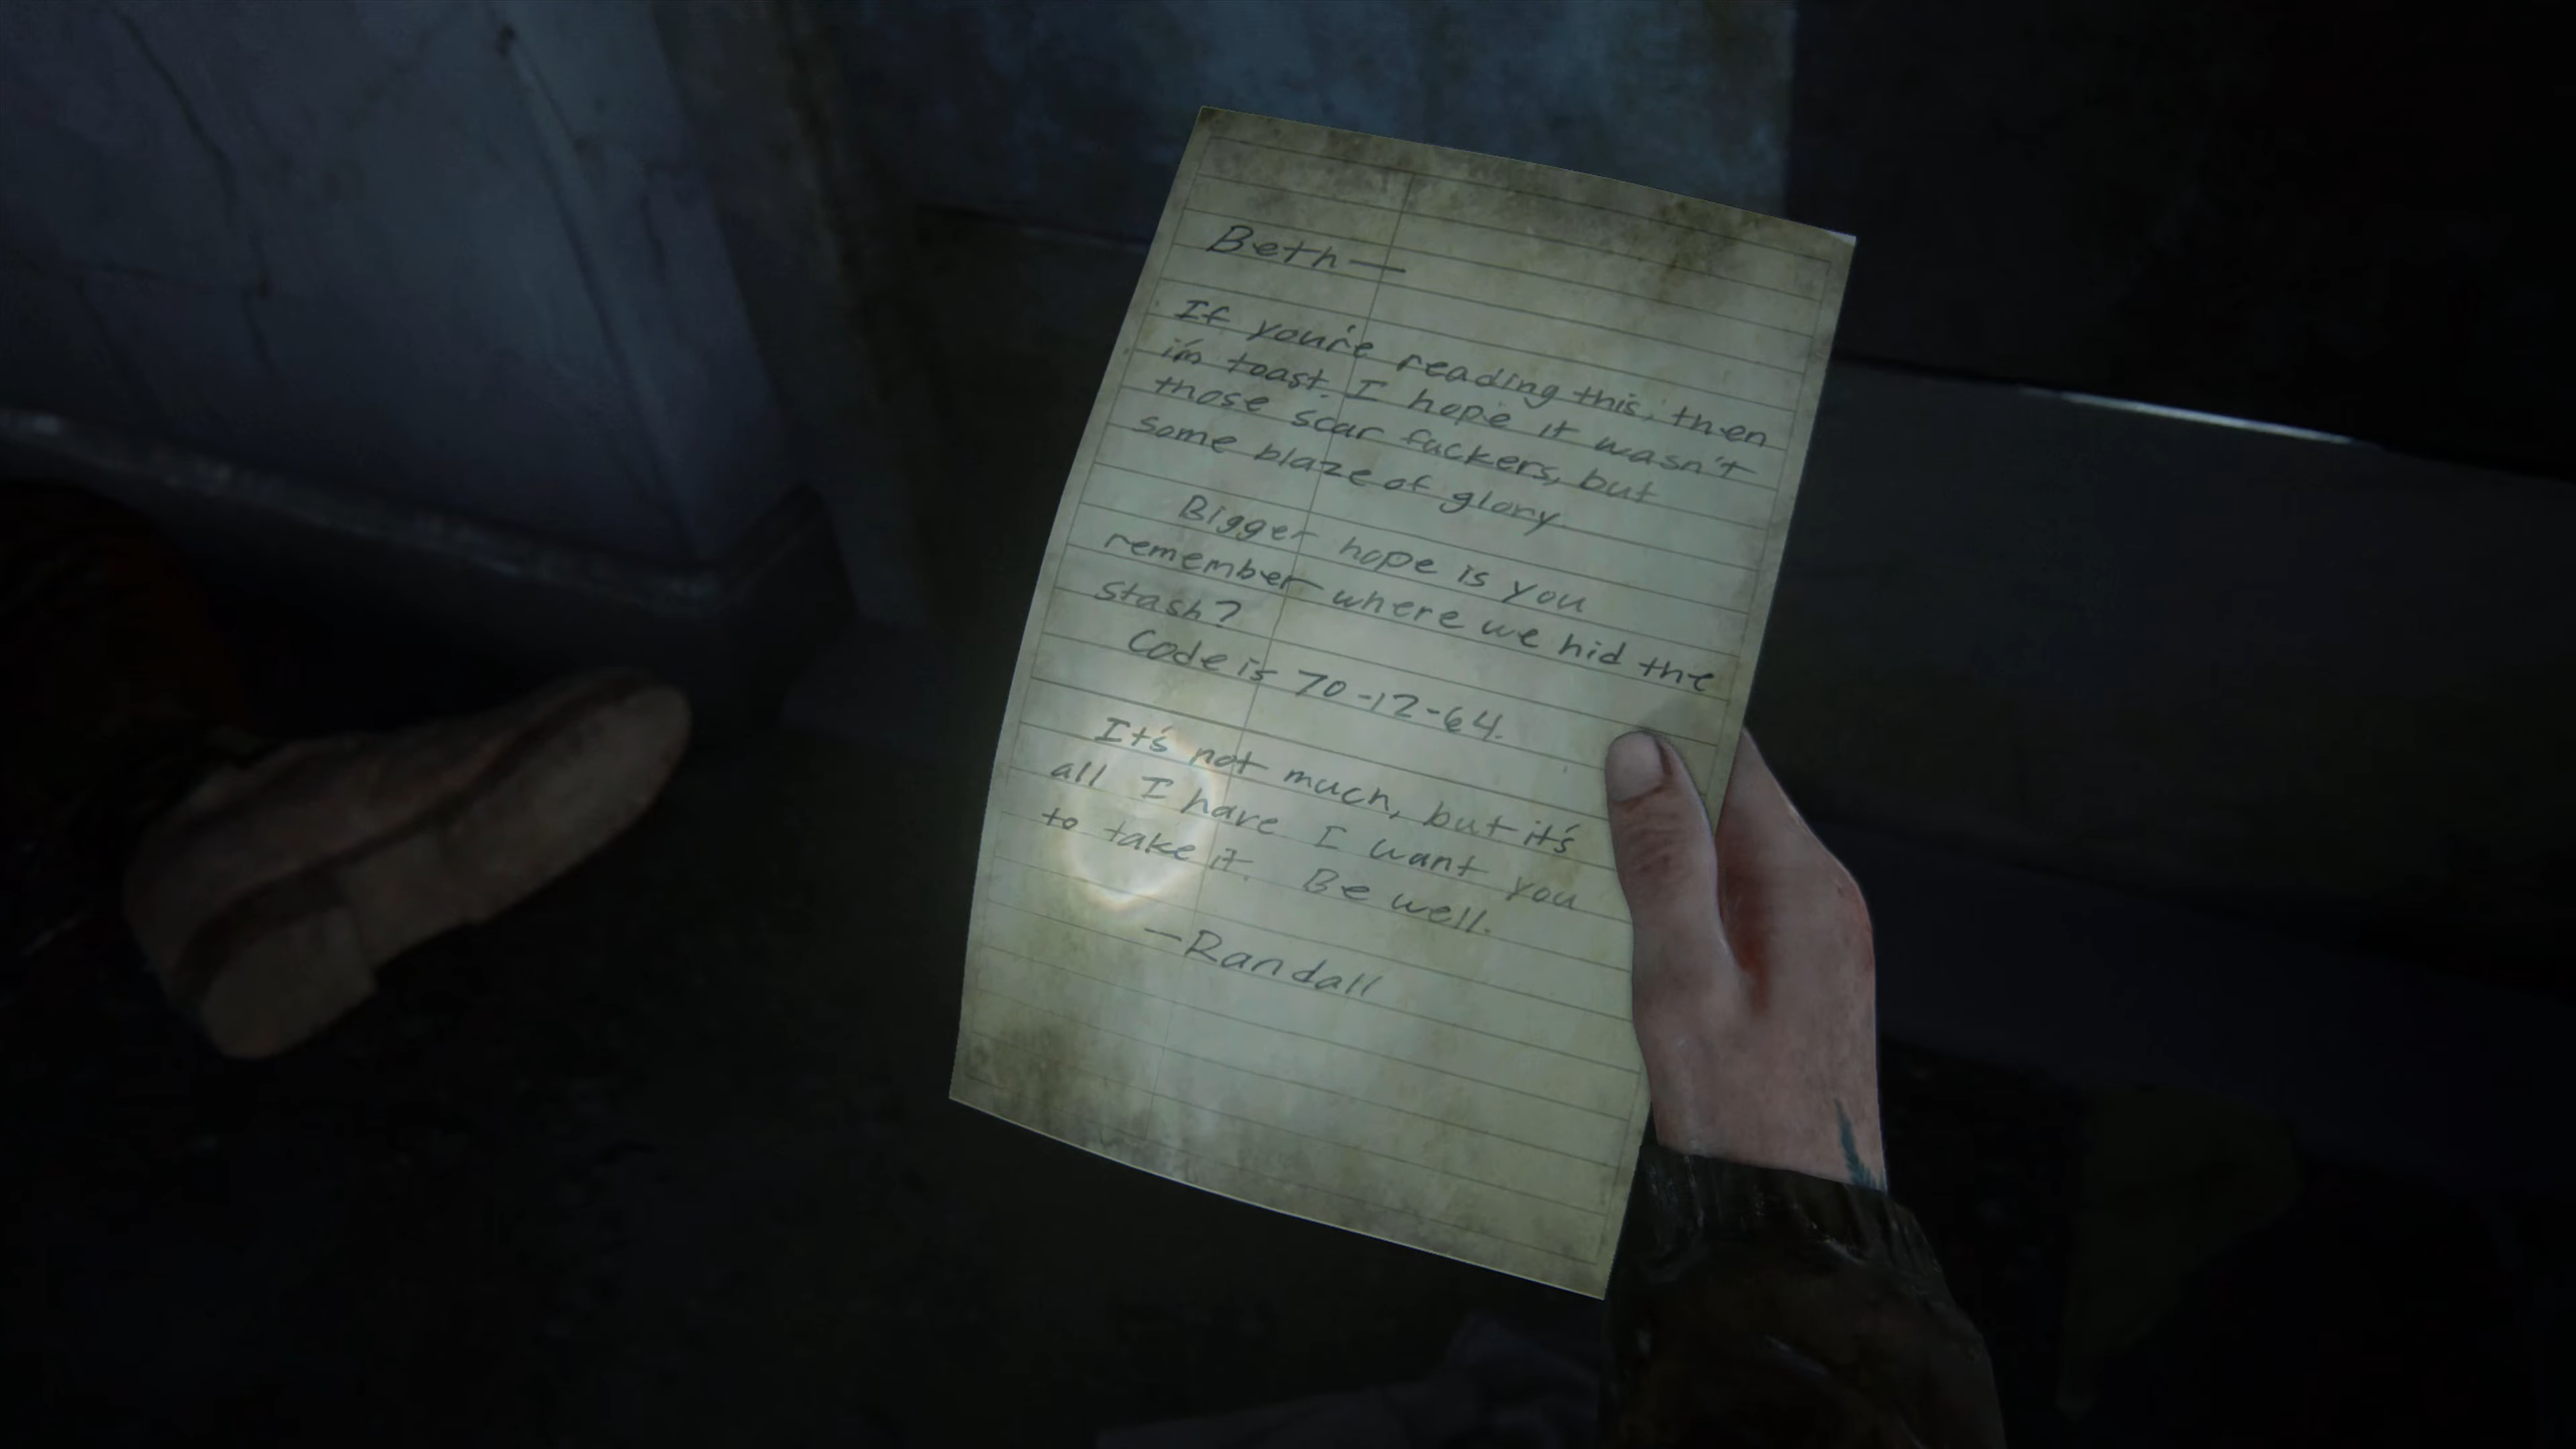 Beth—
If you're reading this, then
i'm toast. I hope it wasn't
those scar fuckers, but
some blaze of glory
Bigger hope is you
remember where we hid the
stash?
Code is 70-12-64.
It's not much, but it's
all I have I want you
to take it. Be well.
—Randall